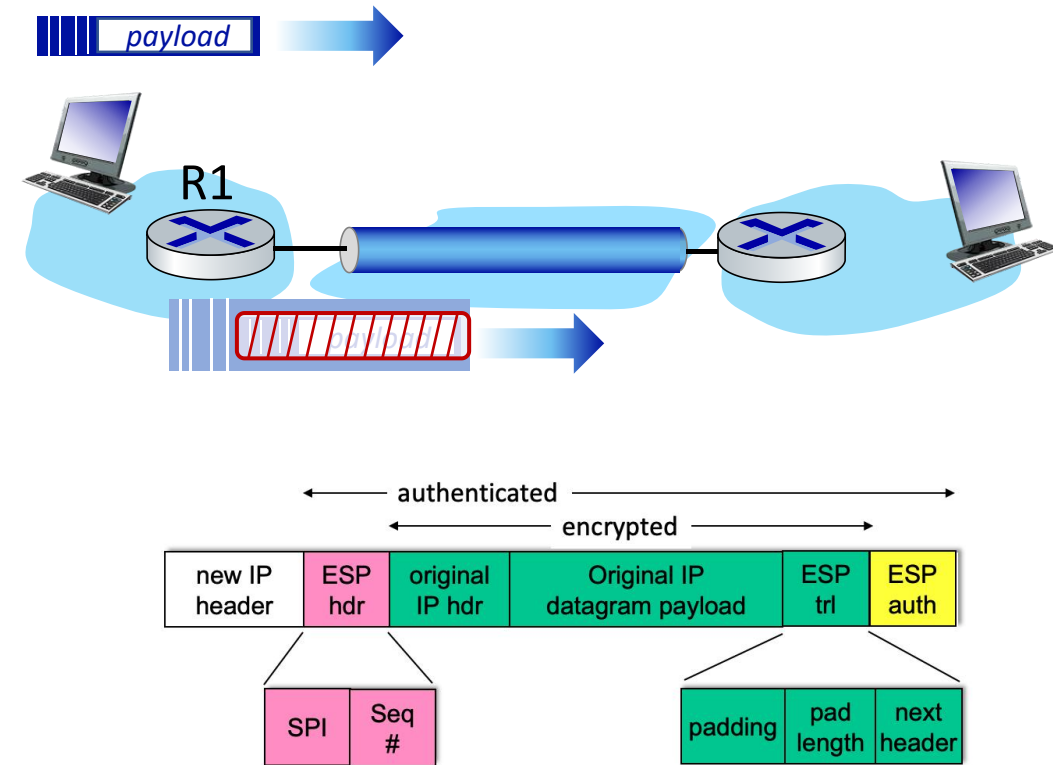 payload
R1
payload
authenticated
encrypted
new IP
header
ESP
hdr
original
IP hdr
Original IP
datagram payload
ESP
trl
ESP
auth
SPI
Seq
#
padding
pad
length
next
header